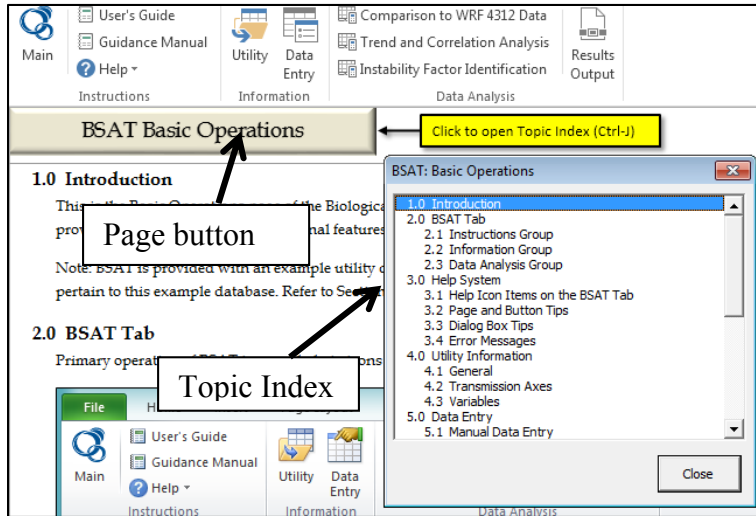 User's Guide
Guidance Manual
Help
Main
Utility
Data
Entry
Comparison to WRF 4312 Data
Trend and Correlation Analysis
Instability Factor Identification
Results
Output
Instructions
Information
Data Analysis
BSAT Basic Operations
Click to open Topic Index (Ctrl-J)
1.0 Introduction
of the Biologica
Page button
nal features
Note: BSAT is provided with an example utility
pertain to this example database. Refer to
2.0 BSAT Tab
Primary
Topic Index
File
User's Guide
Guidance Manual
Help
Main
Utility
Data
Entry
Instructions
Information
Data Analysis
BSAT: Basic Operations
1.0 Introduction
2.0 BSAT Tab
2.1 Instructions Group
2.2 Information Group
2.3 Data Analysis Group
3.0 Help System
3.1 Help Icon Items on the BSAT Tab
3.2 Page and Button Tips
3.3 Dialog Box Tips
3.4 Error Messages
4.0 Utility Information
4.1 General
4.2 Transmission Axes
4.3 Variables
5.0 Data Entry
5.1 Manual Data Entry
Close